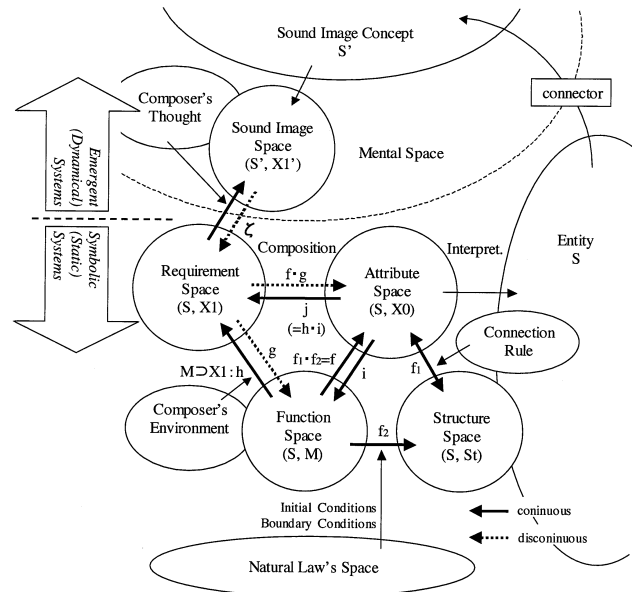 Sound Image Concept
S'
connector
Composer's
Thought
Sound Image
Space
(S', X1')
Mental Space
Emergent
(Dynamical)
Systems
Symbolic
(Static)
Systems
ζ
Composition
Interpret.
Entity
S
Requirement
Space
(S, X1)
f・g
j
(=h・i)
Attribute
Space
(S, X0)
Connection
Rule
g
f1・f2=f
i
f1
M⊃X1 : h
Composer's
Environment
Function
Space
(S, M)
f2
Structure
Space
(S, St)
Initial Conditions
Boundary Conditions
coninuous
disconinuous
Natural Law's Space